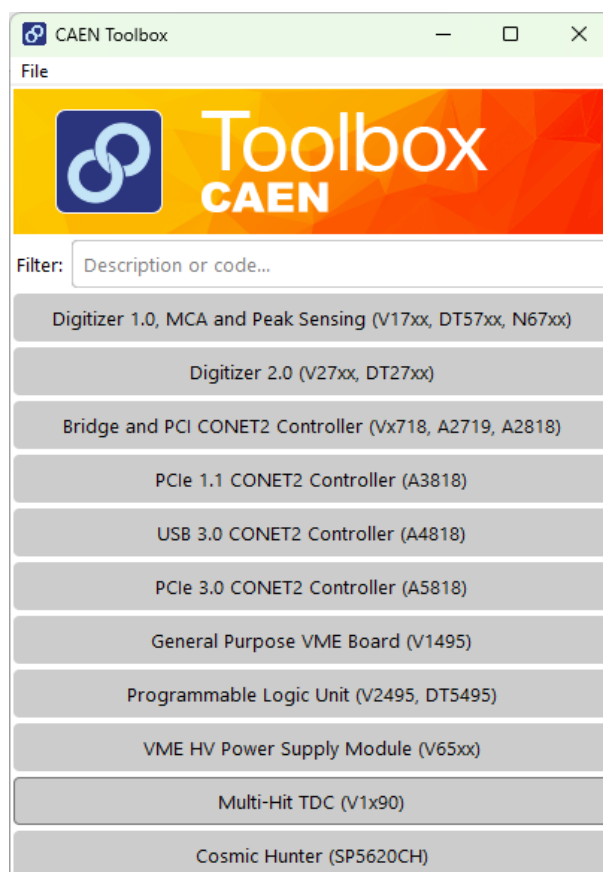 CAEN Toolbox
File
Toolbox
CAEN
Filter: Description or code...
Digitizer 1.0, MCA and Peak Sensing (V17xx, DT57xx, N67xx)
Digitizer 2.0 (V27xx, DT27xx)
Bridge and PCI CONET2 Controller (Vx718, A2719, A2818)
PCIe 1.1 CONET2 Controller (A3818)
USB 3.0 CONET2 Controller (A4818)
PCIe 3.0 CONET2 Controller (A5818)
General Purpose VME Board (V1495)
Programmable Logic Unit (V2495, DT5495)
VME HV Power Supply Module (V65xx)
Multi-Hit TDC (V1x90)
Cosmic Hunter (SP5620CH)